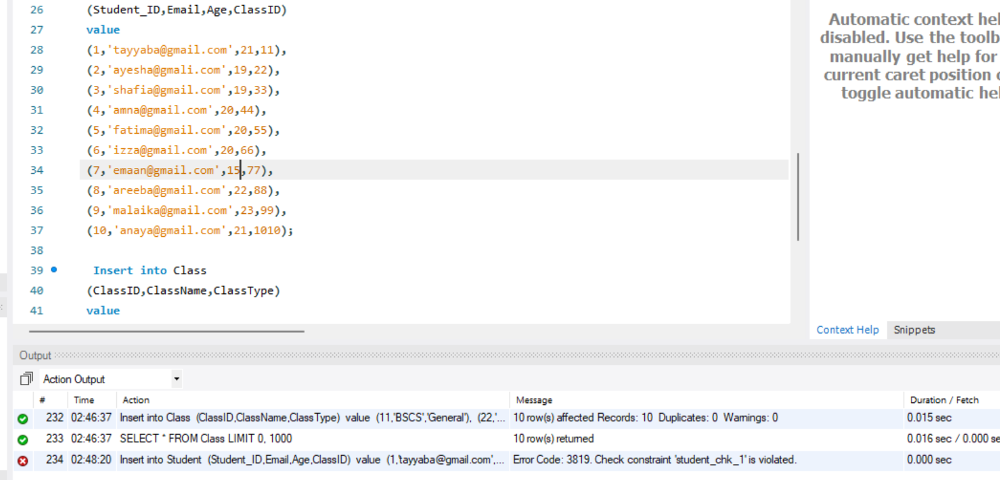 26 (Student_ID,Email,Age,ClassID)
27 value
28 (1,'tayyaba@gmail.com',21,11),
29 (2,'ayesha@gmali.com',19,22),
30 (3,'shafia@gmail.com',19,33),
31 (4,'amna@gmail.com',20,44),
32 (5,'fatima@gmail.com',20,55),
33 (6,'izza@gmail.com',20,66),
34 (7,'emaan@gmail.com',15,77),
35 (8,'areeba@gmail.com',22,88),
36 (9,'malaika@gmail.com',23,99),
37 (10,'anaya@gmail.com',21,1010);
38
39 Insert into Class
40 (ClassID,ClassName,ClassType)
41 value
Automatic context hel
disabled. Use the toolb
manually get help for
current caret position
toggle automatic hel
Context Help Snippets
Output
Action Output
# Time Action Message Duration / Fetch
232 02:46:37 Insert into Class (ClassID,ClassName,ClassType) value (11,'BSCS','General'), (22,'... 10 row(s) affected Records: 10 Duplicates: 0 Warnings: 0 0.015 sec
233 02:46:37 SELECT * FROM Class LIMIT 0, 1000 10 row(s) returned 0.016 sec / 0.000 se
234 02:48:20 Insert into Student (Student_ID,Email,Age,ClassID) value (1,'tayyaba@gmail.com',... Error Code: 3819. Check constraint 'student_chk_1' is violated. 0.000 sec